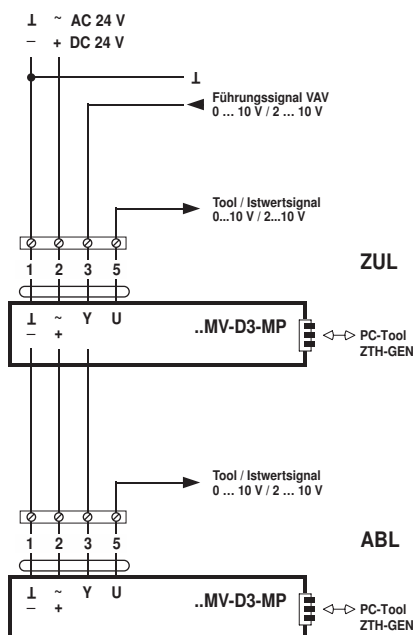 ⊥ ~ AC 24 V
– + DC 24 V
⊥
Führungssignal VAV
0 ... 10 V / 2 ... 10 V
Tool / Istwertsignal
0...10 V / 2...10 V
1 2 3 5
ZUL
⊥ ~ Y U
– +
..MV-D3-MP
PC-Tool
ZTH-GEN
Tool / Istwertsignal
0 ... 10 V / 2 ... 10 V
1 2 3 5
ABL
⊥ ~ Y U
– +
..MV-D3-MP
PC-Tool
ZTH-GEN